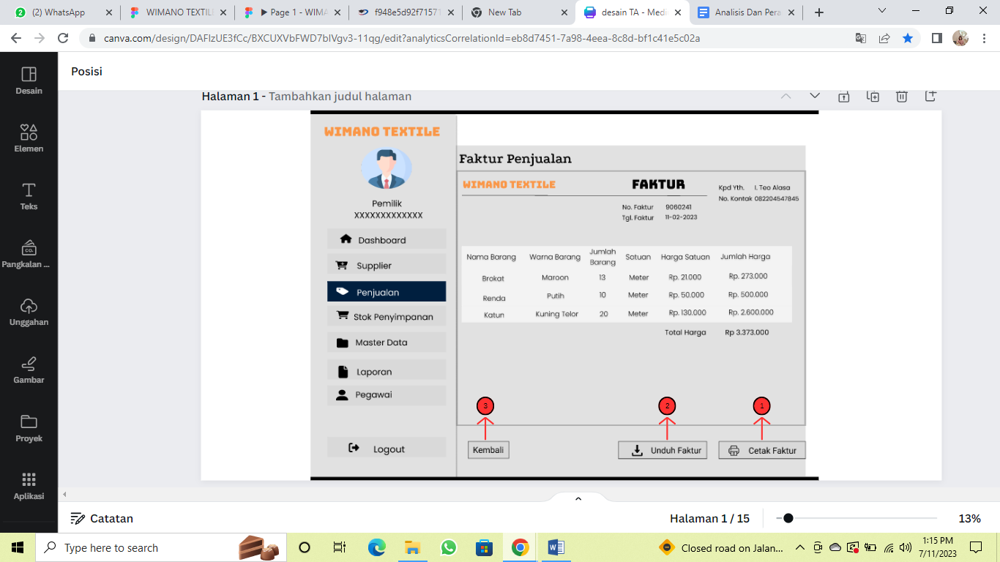 (2) WhatsApp
WIMANO TEXTIL
Page 1 - WIMA
f948e5d92f71571
New Tab
desain TA - Med
Analisis Dan Pera
canva.com/design/DAFlzUE3fCc/BXCUXVbFWD7bIVgv3-11qg/edit?analyticsCorrelationId=eb8d7451-7a98-4eea-8c8d-bf1c41e5c02a
Posisi
Desain
Elemen
Teks
Pangkalan ...
Unggahan
Gambar
Proyek
Aplikasi
Halaman 1 - Tambahkan judul halaman
WIMANO TEXTILE
Pemilik
XXXXXXXXXXXXX
Dashboard
Supplier
Penjualan
Stok Penyimpanan
Master Data
Laporan
Pegawai
Logout
Faktur Penjualan
WIMANO TEXTILE
FAKTUR
Kpd Yth. I. Teo Alasa
No. Kontak 082204547845
No. Faktur 9060241
Tgl. Faktur 11-02-2023
Nama Barang Warna Barang Jumlah Barang Satuan Harga Satuan Jumlah Harga
Brokat Maroon 13 Meter Rp. 21.000 Rp. 273.000
Renda Putih 10 Meter Rp. 50.000 Rp. 500.000
Katun Kuning Telor 20 Meter Rp. 130.000 Rp. 2.600.000
Total Harga Rp 3.373.000
3 2 1
Kembali Unduh Faktur Cetak Faktur
Catatan
Halaman 1 / 15
13%
Type here to search
Closed road on Jalan...
1:15 PM
7/11/2023